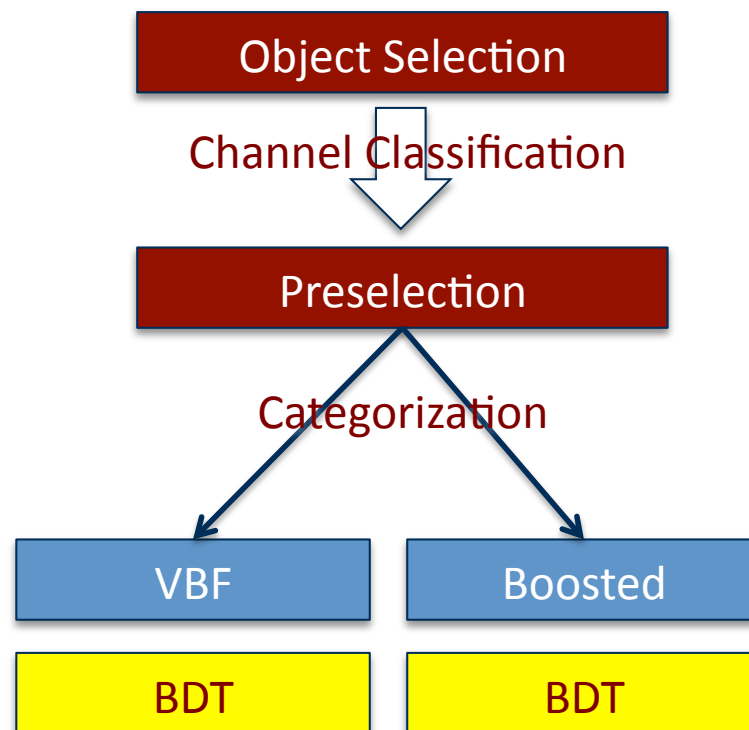 Object Selection
Channel Classification
Preselection
Categorization
VBF
Boosted
BDT
BDT